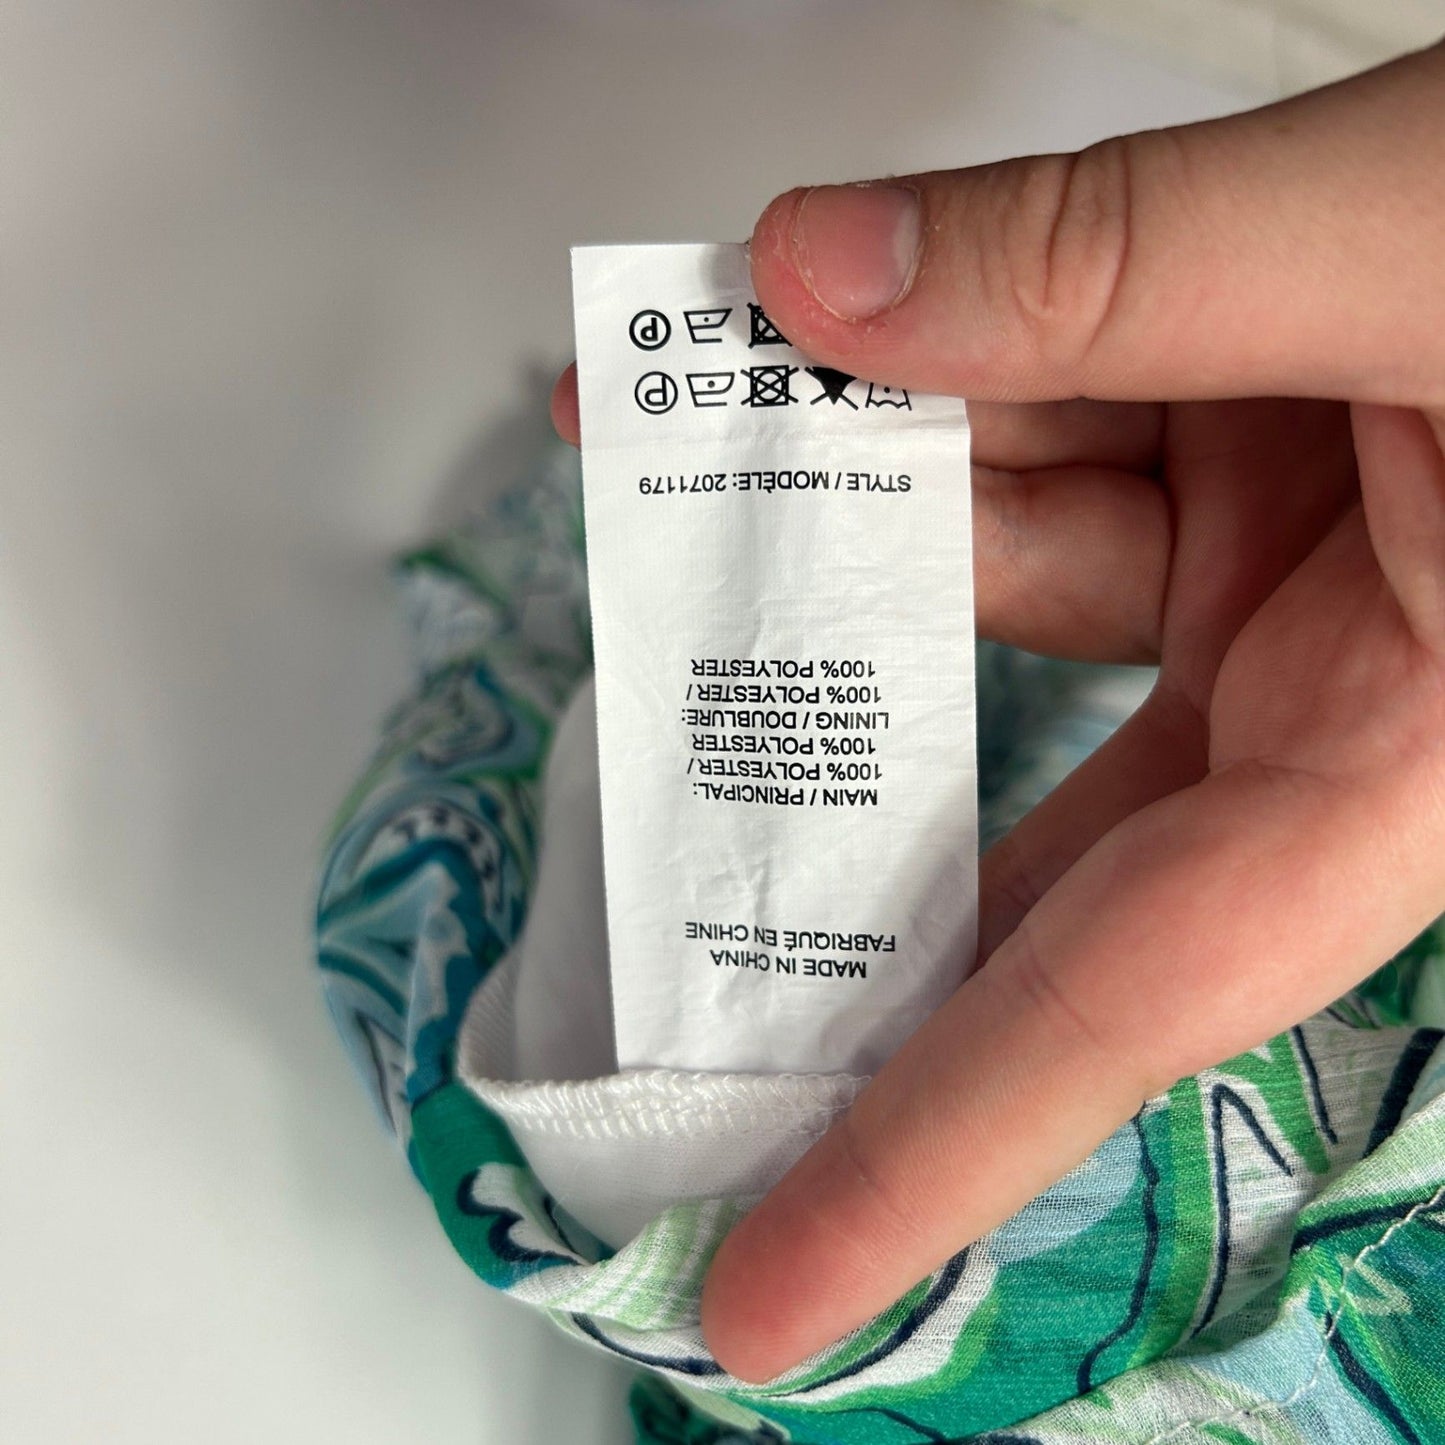 MADE IN CHINA
FABRIQUÉ EN CHINE
MAIN / PRINCIPAL:
100% POLYESTER /
100% POLYESTER
LINING / DOUBLURE:
100% POLYESTER /
100% POLYESTER
STYLE / MODÈLE: 2071179
P
P